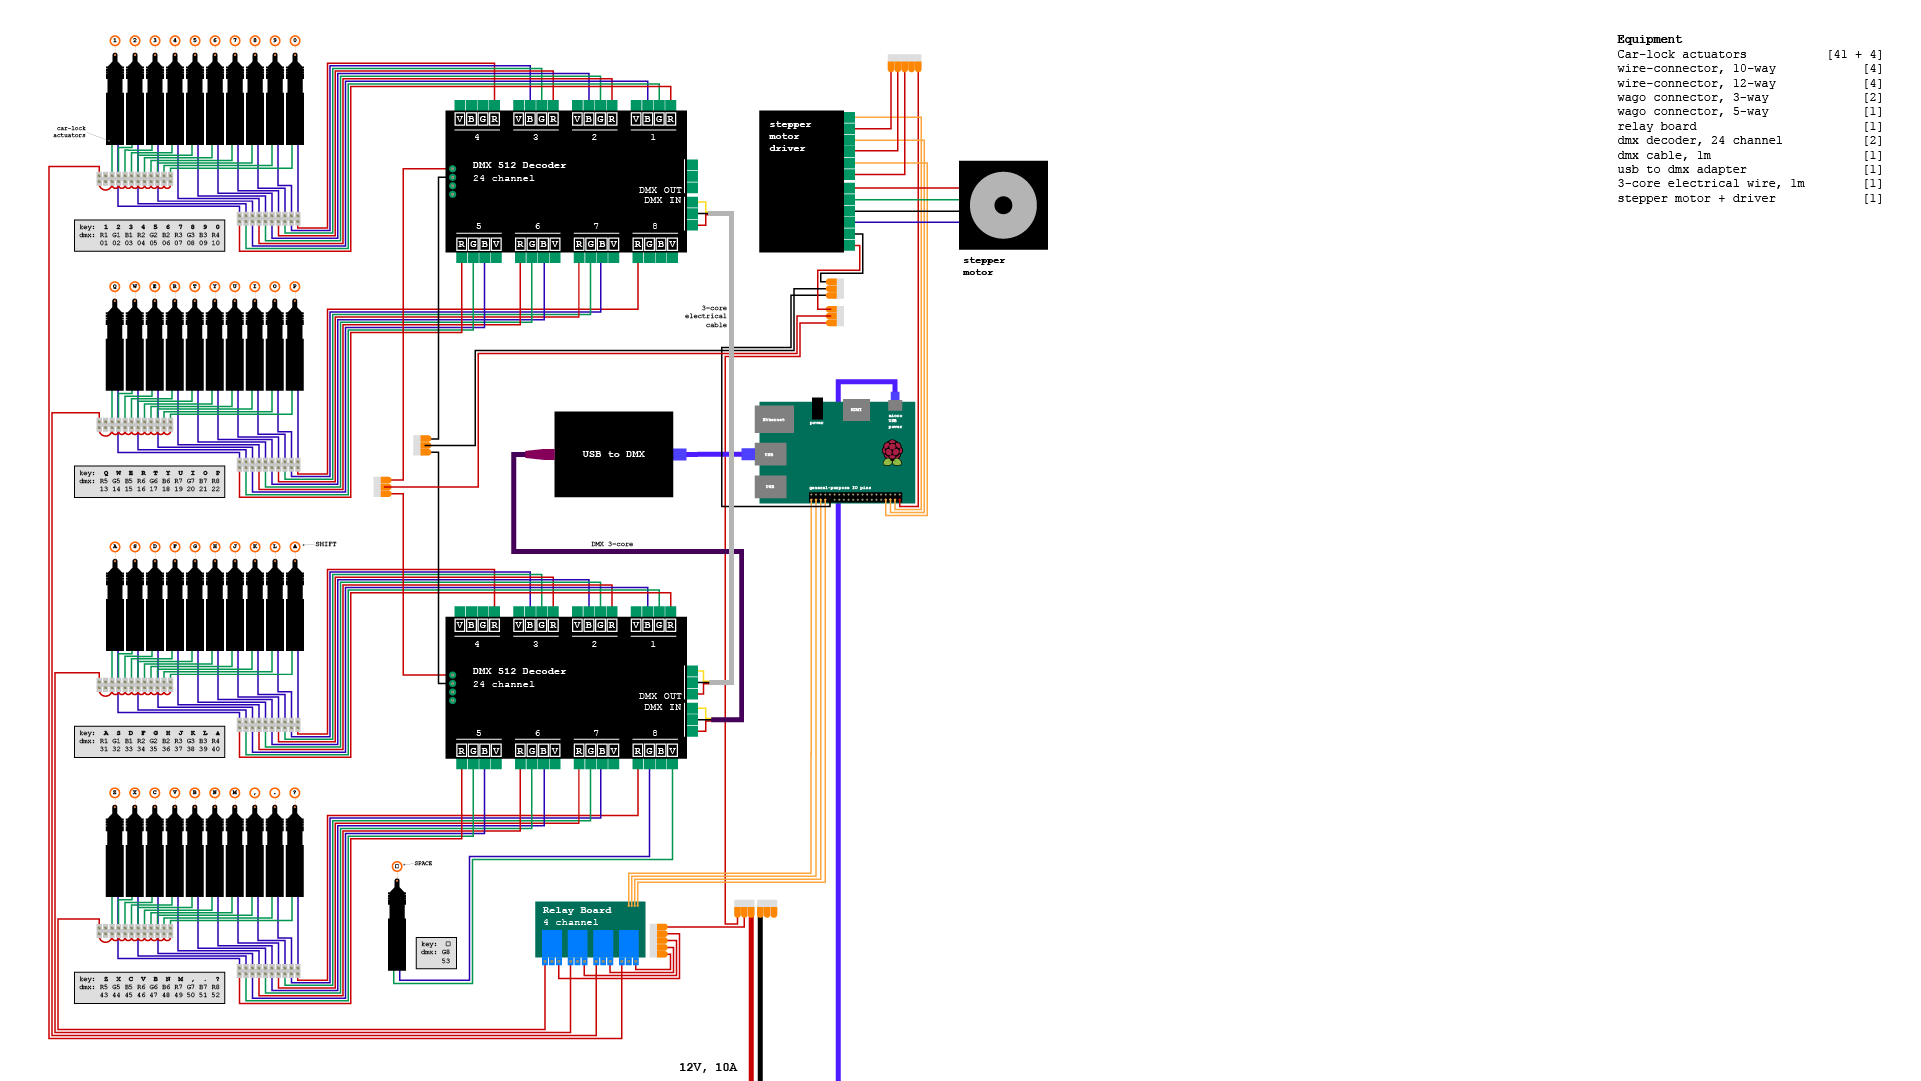 1 2 3 4 5 6 7 8 9 0
car-lock
actuators
key: 1 2 3 4 5 6 7 8 9 0
dmx: R1 G1 B1 R2 G2 B2 R3 G3 B3 R4
01 02 03 04 05 06 07 08 09 10
Q W E R T Y U I O P
key: Q W E R T Y U I O P
dmx: R5 G5 B5 R6 G6 B6 R7 G7 B7 R8
13 14 15 16 17 18 19 20 21 22
A S D F G H J K L
SHIFT
key: A S D F G H J K L
dmx: R1 G1 B1 R2 G2 B2 R3 G3 B3 R4
31 32 33 34 35 36 37 38 39 40
Z X C V B N M , . ?
key: Z X C V B N M , . ?
dmx: R5 G5 B5 R6 G6 B6 R7 G7 B7 R8
43 44 45 46 47 48 49 50 51 52
SPACE
key:
dmx: G8
53
V B G R V B G R V B G R V B G R
4 3 2 1
DMX 512 Decoder
24 channel
DMX OUT
DMX IN
5 6 7 8
R G B V R G B V R G B V R G B V
3-core
electrical
cable
USB to DMX
DMX 3-core
V B G R V B G R V B G R V B G R
4 3 2 1
DMX 512 Decoder
24 channel
DMX OUT
DMX IN
5 6 7 8
R G B V R G B V R G B V R G B V
Relay Board
4 channel
12V, 10A
stepper
motor
driver
stepper
motor
Ethernet
power
HDMI
micro
USB
power
USB
USB
general-purpose IO pins
Equipment
Car-lock actuators [41 + 4]
wire-connector, 10-way [4]
wire-connector, 12-way [4]
wago connector, 3-way [2]
wago connector, 5-way [1]
relay board [1]
dmx decoder, 24 channel [2]
dmx cable, 1m [1]
usb to dmx adapter [1]
3-core electrical wire, 1m [1]
stepper motor + driver [1]